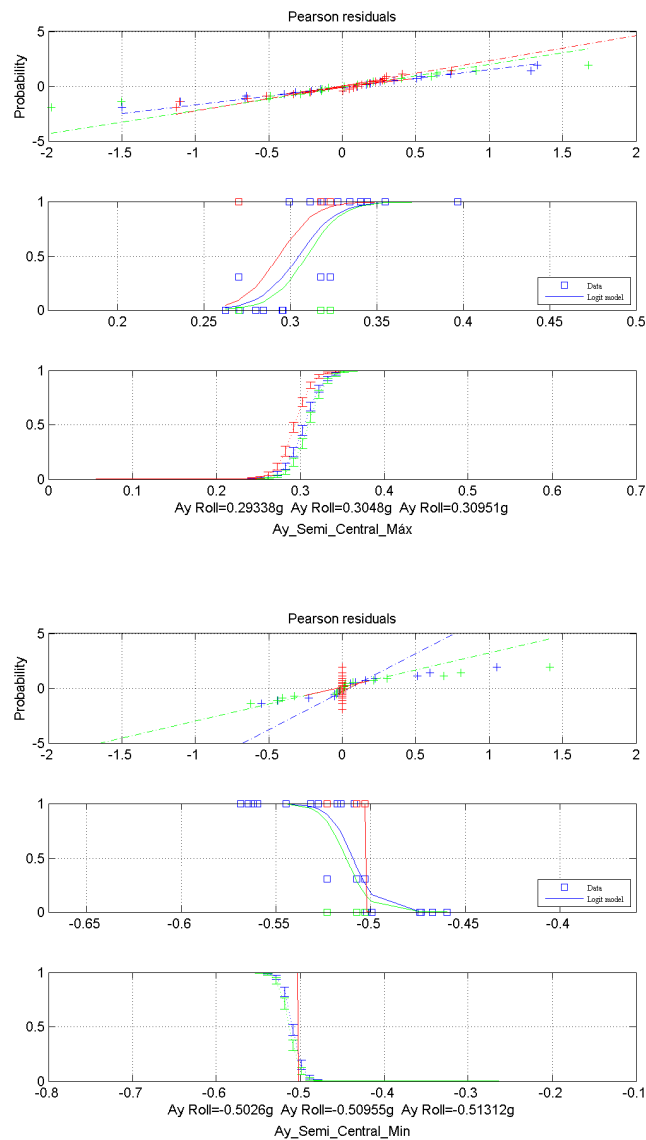 Pearson residuals
5
0
-5
Probability
-2 -1.5 -1 -0.5 0 0.5 1 1.5 2
1
0.5
0
Data
Logit model
0.2 0.25 0.3 0.35 0.4 0.45 0.5
1
0.5
0
0 0.1 0.2 0.3 0.4 0.5 0.6 0.7
Ay Roll=0.29338g Ay Roll=0.3048g Ay Roll=0.30951g
Ay_Semi_Central_Máx
Pearson residuals
5
0
-5
Probability
-2 -1.5 -1 -0.5 0 0.5 1 1.5 2
1
0.5
0
Data
Logit model
-0.65 -0.6 -0.55 -0.5 -0.45 -0.4
1
0.5
0
-0.8 -0.7 -0.6 -0.5 -0.4 -0.3 -0.2 -0.1
Ay Roll=-0.5026g Ay Roll=-0.50955g Ay Roll=-0.51312g
Ay_Semi_Central_Min